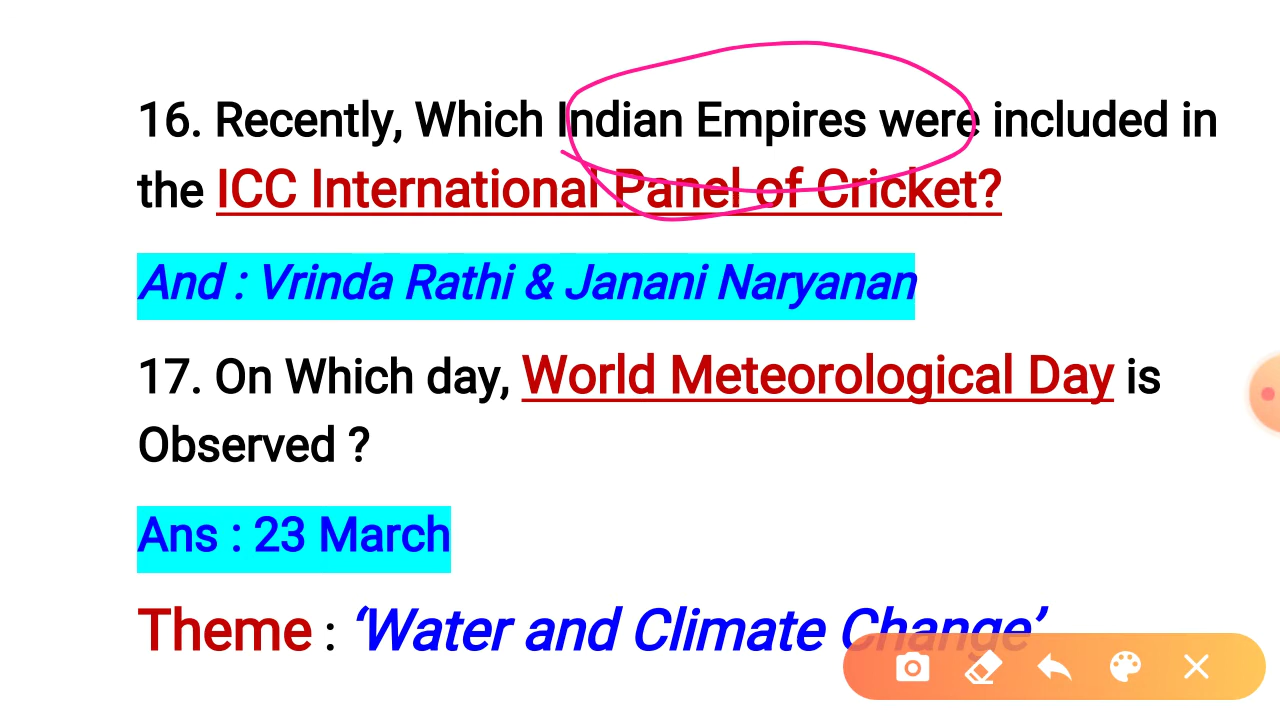 16. Recently, Which Indian Empires were included in
the ICC International Panel of Cricket?
And : Vrinda Rathi & Janani Naryanan
17. On Which day, World Meteorological Day is
Observed ?
Ans : 23 March
Theme : ‘Water and Climate Change’